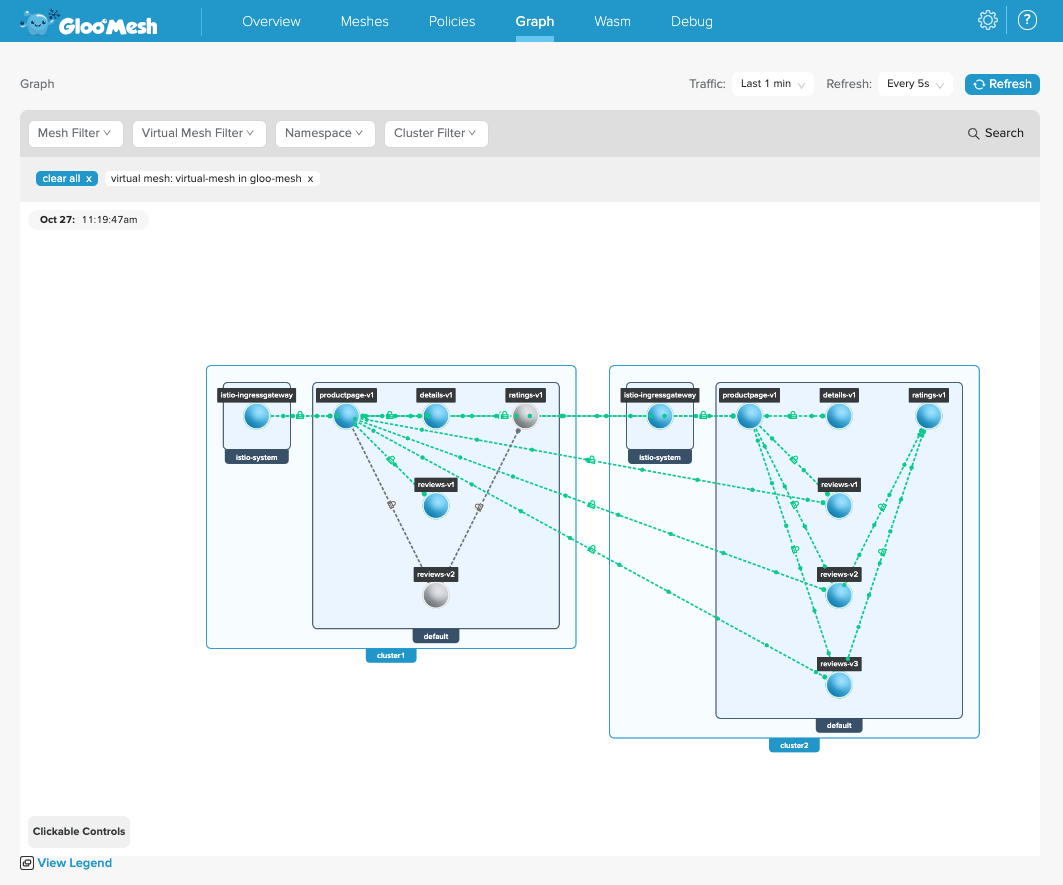 Gloo Mesh
Overview
Meshes
Policies
Graph
Wasm
Debug
?
Graph
Traffic:
Last 1 min
Refresh:
Every 5s
Refresh
Mesh Filter
Virtual Mesh Filter
Namespace
Cluster Filter
Search
clear all x
virtual mesh: virtual-mesh in gloo-mesh x
Oct 27: 11:19:47am
istio-ingressgateway
productpage-v1
details-v1
ratings-v1
istio-ingressgateway
productpage-v1
details-v1
ratings-v1
istio-system
istio-system
reviews-v1
reviews-v1
reviews-v2
reviews-v2
default
cluster1
reviews-v3
default
cluster2
Clickable Controls
View Legend